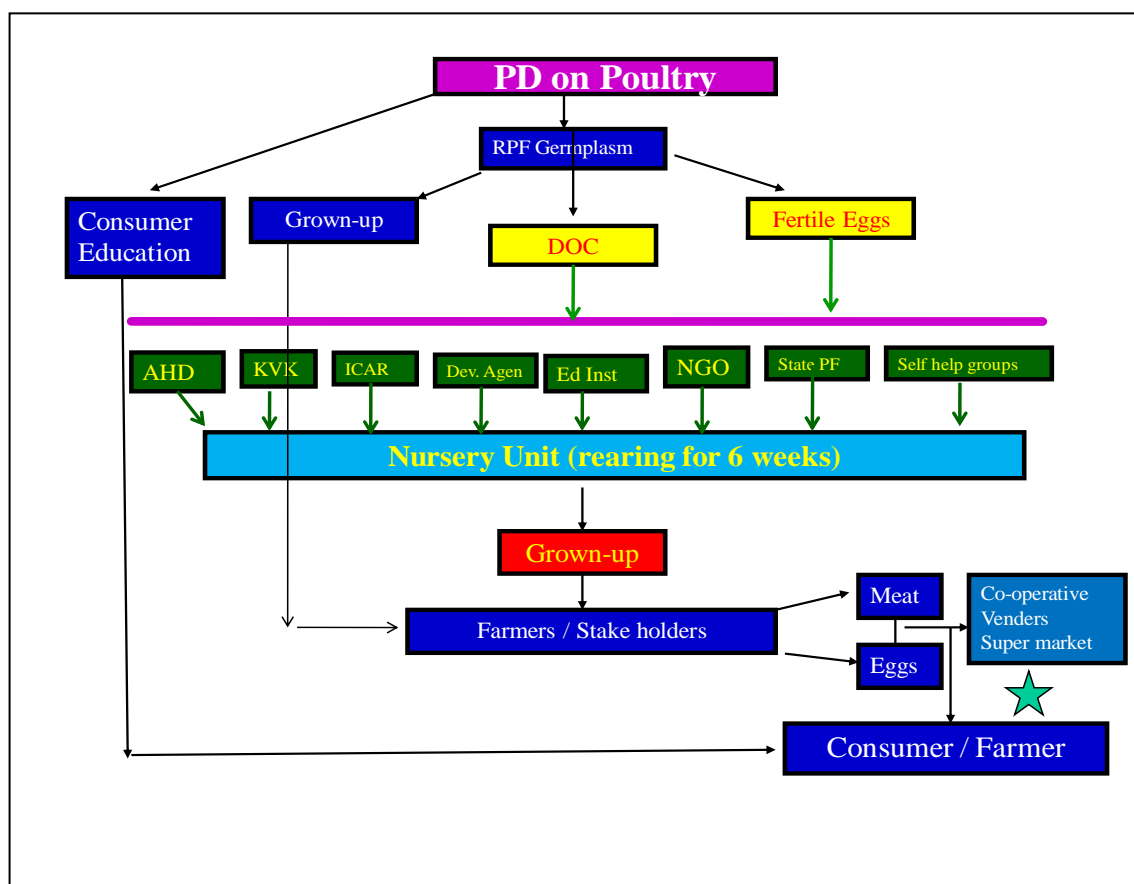 PD on Poultry
RPF Germplasm
Consumer
Education
Grown-up
DOC
Fertile Eggs
AHD
KVK
ICAR
Dev. Agen
Ed Inst
NGO
State PF
Self help groups
Nursery Unit (rearing for 6 weeks)
Grown-up
Farmers / Stake holders
Meat
Eggs
Co-operative
Venders
Super market
Consumer / Farmer